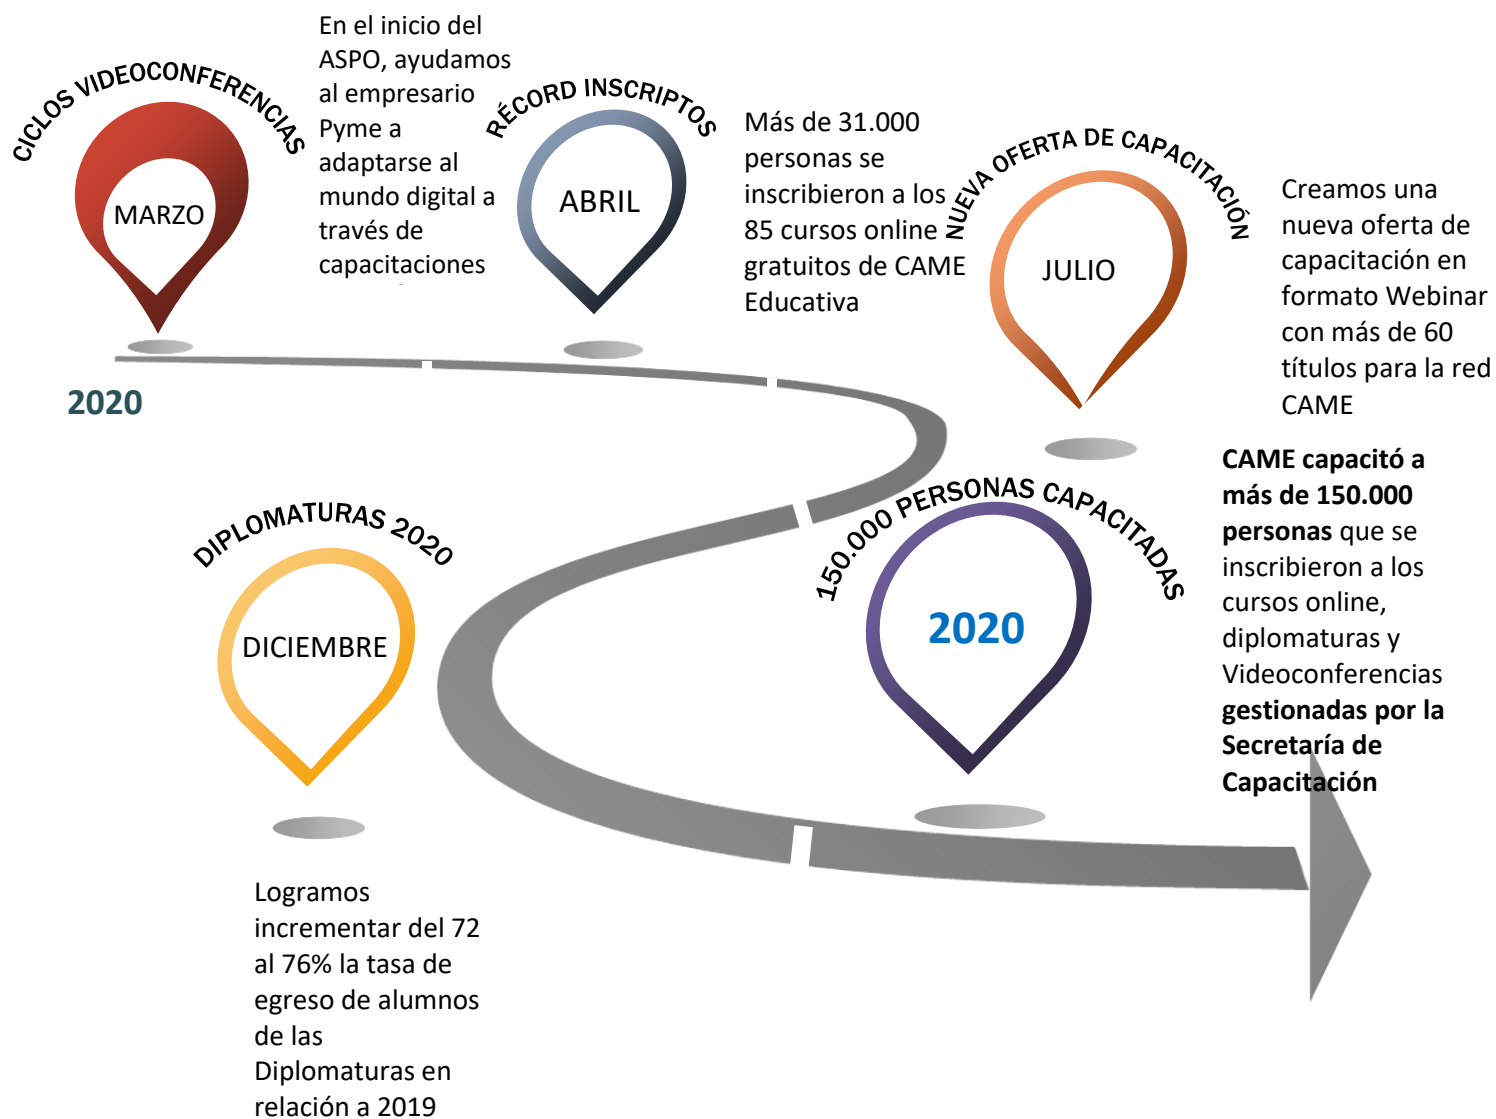 CICLOS VIDEOCONFERENCIAS
MARZO
En el inicio del
ASPO, ayudamos
al empresario
Pyme a
adaptarse al
mundo digital a
través de
capacitaciones
RÉCORD INSCRIPTOS
ABRIL
Más de 31.000
personas se
inscribieron a los
85 cursos online
gratuitos de CAME
Educativa
NUEVA OFERTA DE CAPACITACIÓN
JULIO
Creamos una
nueva oferta de
capacitación en
formato Webinar
con más de 60
títulos para la red
CAME
2020
DIPLOMATURAS 2020
DICIEMBRE
Logramos
incrementar del 72
al 76% la tasa de
egreso de alumnos
de las
Diplomaturas en
relación a 2019
150.000 PERSONAS CAPACITADAS
2020
CAME capacitó a
más de 150.000
personas que se
inscribieron a los
cursos online,
diplomaturas y
Videoconferencias
gestionadas por la
Secretaría de
Capacitación